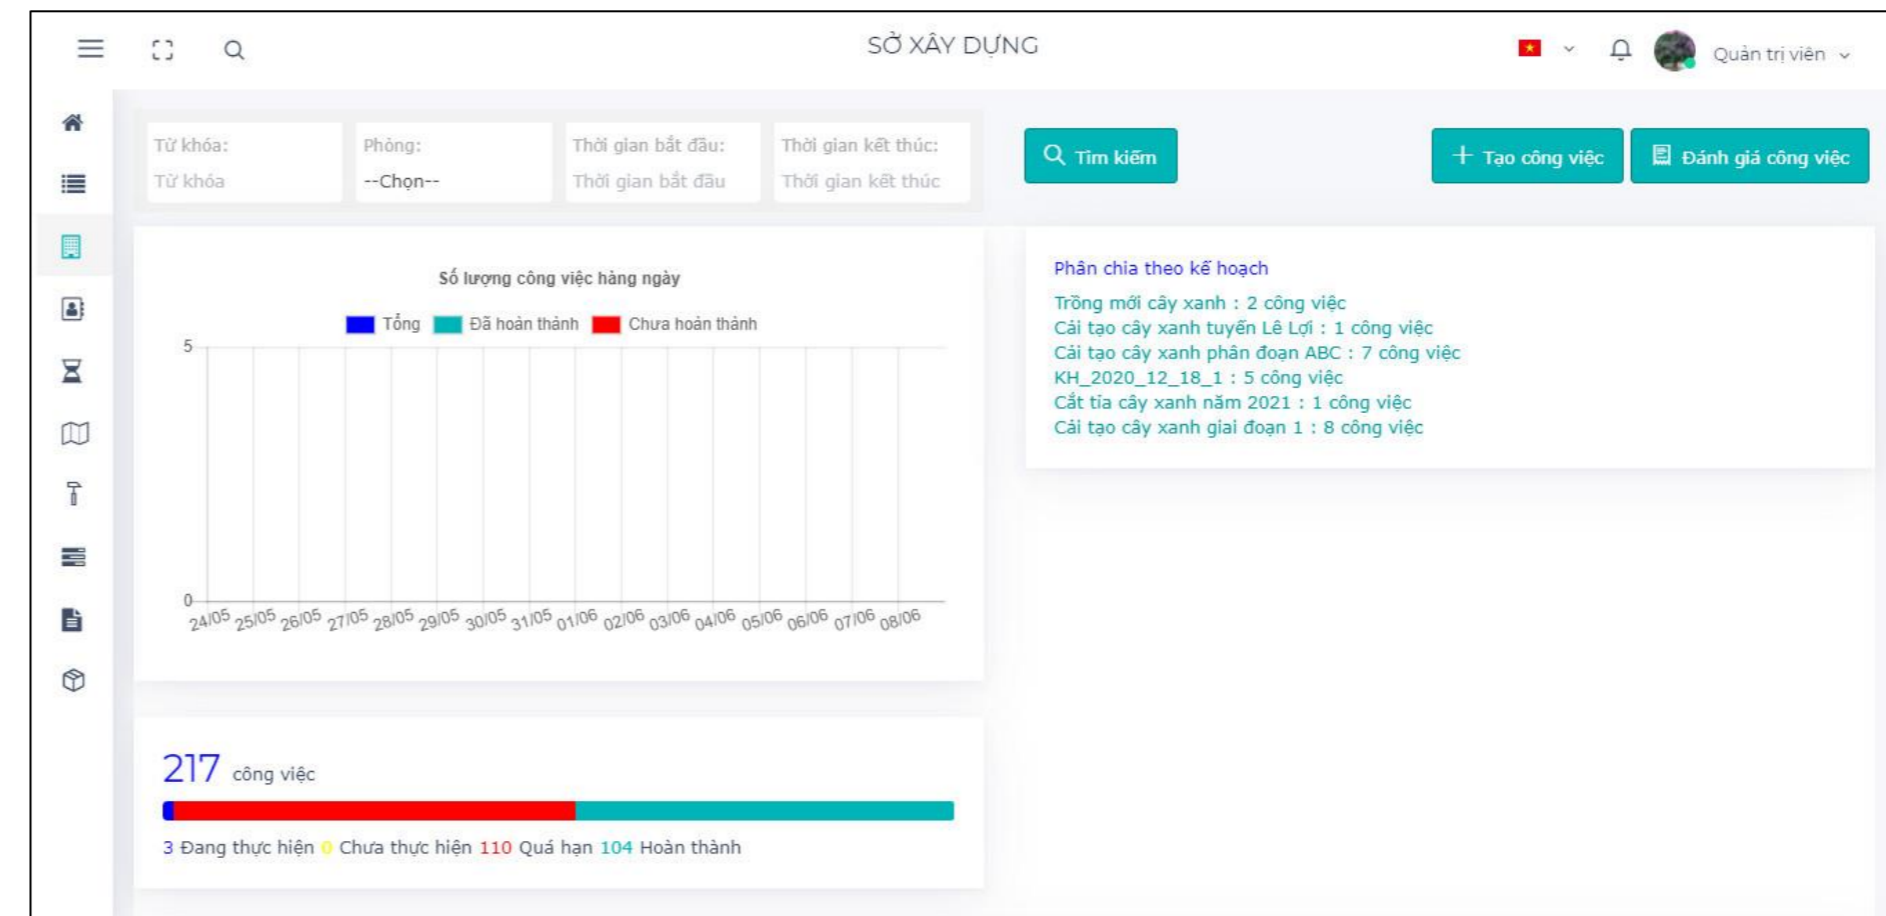 SỞ XÂY DỰNG
Quản trị viên
Từ khóa:
Từ khóa
Phòng:
--Chọn--
Thời gian bắt đầu:
Thời gian bắt đầu
Thời gian kết thúc:
Thời gian kết thúc
Tìm kiếm
Tạo công việc
Đánh giá công việc
Số lượng công việc hàng ngày
Tổng Đã hoàn thành Chưa hoàn thành
5
0
24/05 25/05 26/05 27/05 28/05 29/05 30/05 31/05 01/06 02/06 03/06 04/06 05/06 06/06 07/06 08/06
Phân chia theo kế hoạch
Trồng mới cây xanh : 2 công việc
Cải tạo cây xanh tuyến Lê Lợi : 1 công việc
Cải tạo cây xanh phân đoạn ABC : 7 công việc
KH_2020_12_18_1 : 5 công việc
Cắt tỉa cây xanh năm 2021 : 1 công việc
Cải tạo cây xanh giai đoạn 1 : 8 công việc
217 công việc
3 Đang thực hiện 0 Chưa thực hiện 110 Quá hạn 104 Hoàn thành